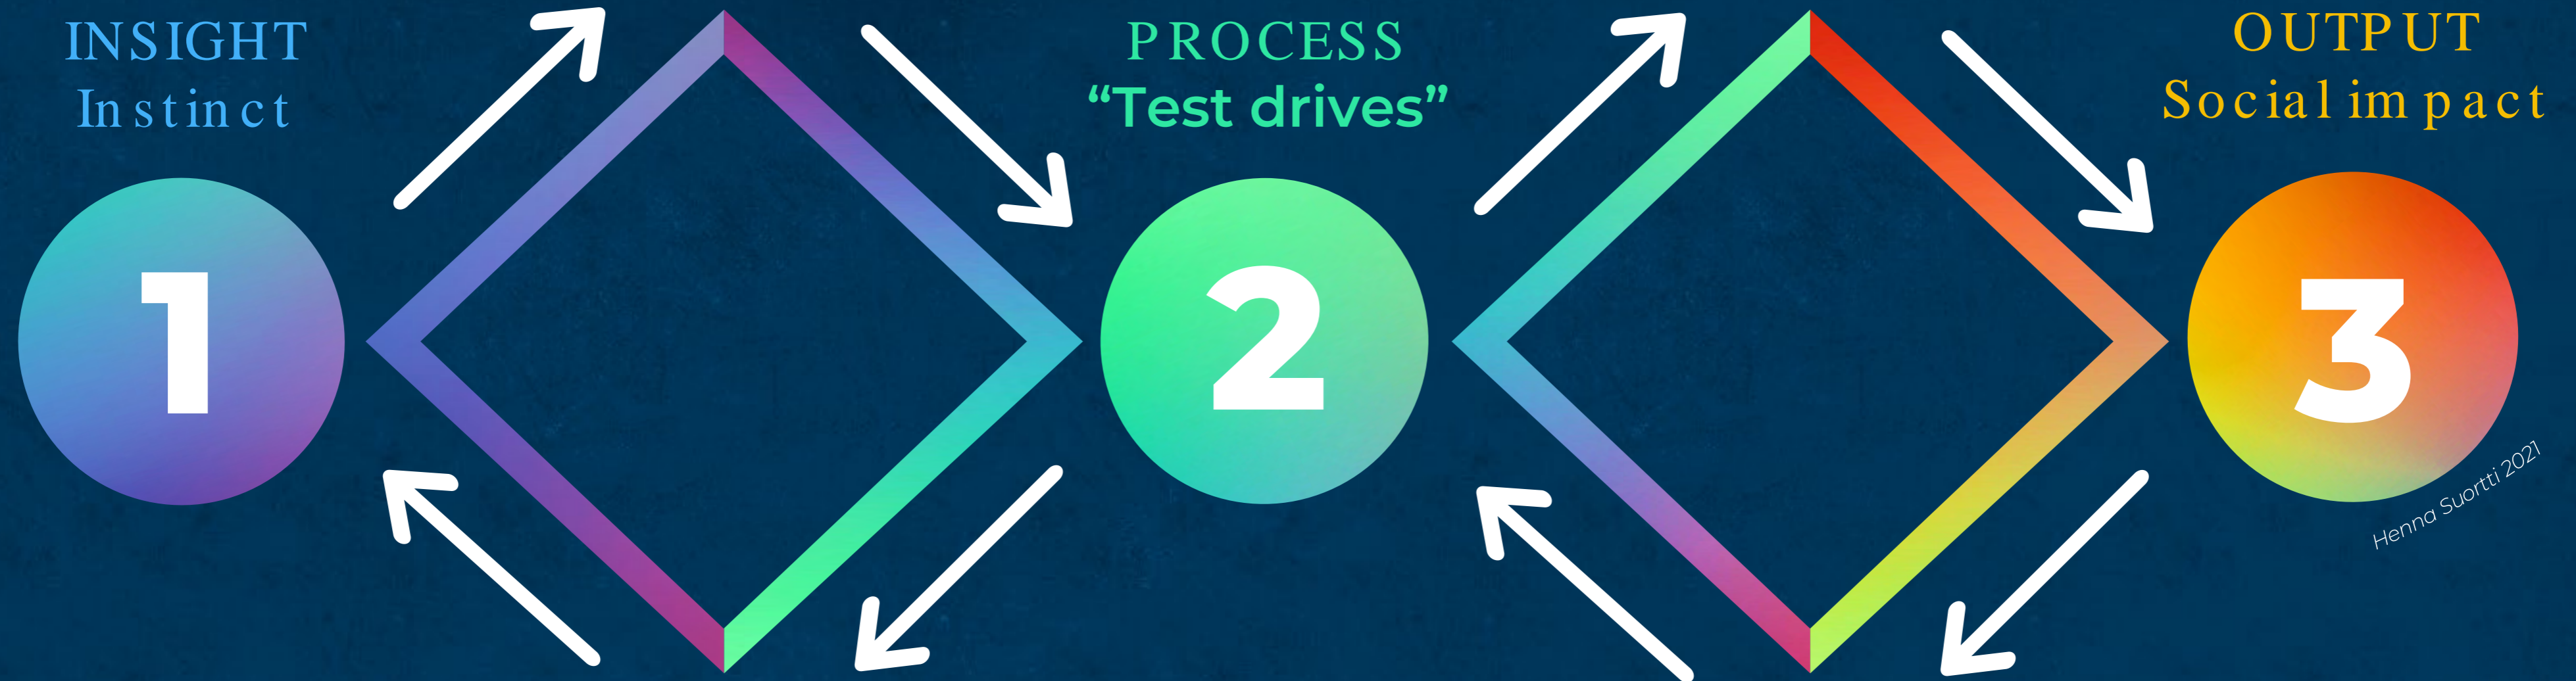 INSIGHT
Instinct
1
PROCESS
“Test drives”
2
OUTPUT
Social impact
3
Henna Suortti 2021